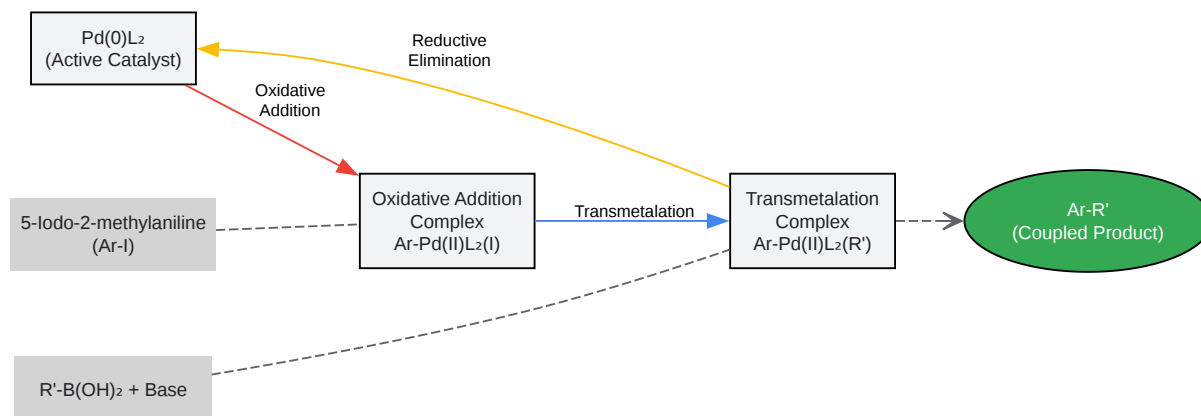 Pd(0)L₂
(Active Catalyst)
Reductive
Elimination
Oxidative
Addition
5-Iodo-2-methylaniline
(Ar-I)
Oxidative Addition
Complex
Ar-Pd(II)L₂(I)
Transmetalation
Transmetalation
Complex
Ar-Pd(II)L₂(R')
Ar-R'
(Coupled Product)
R'-B(OH)₂ + Base